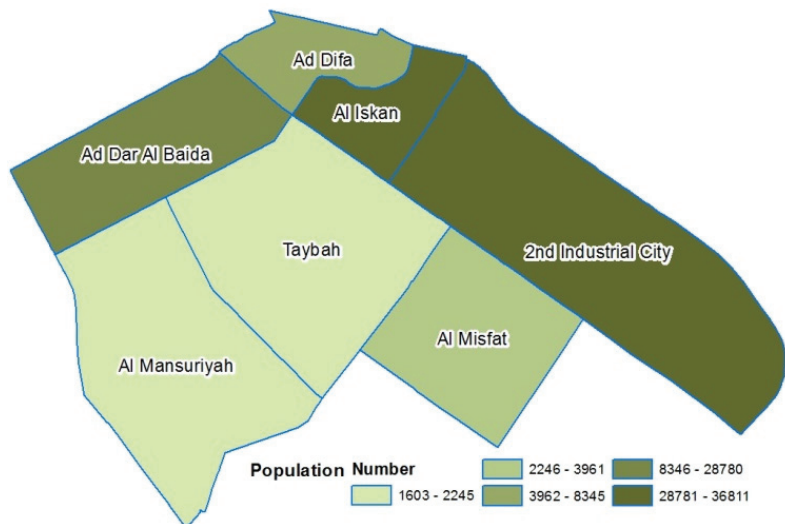 Ad Difa
Al Iskan
Ad Dar Al Baida
Taybah
2nd Industrial City
Al Misfat
Al Mansuriyah
Population Number
1603 - 2245
2246 - 3961
3962 - 8345
8346 - 28780
28781 - 36811